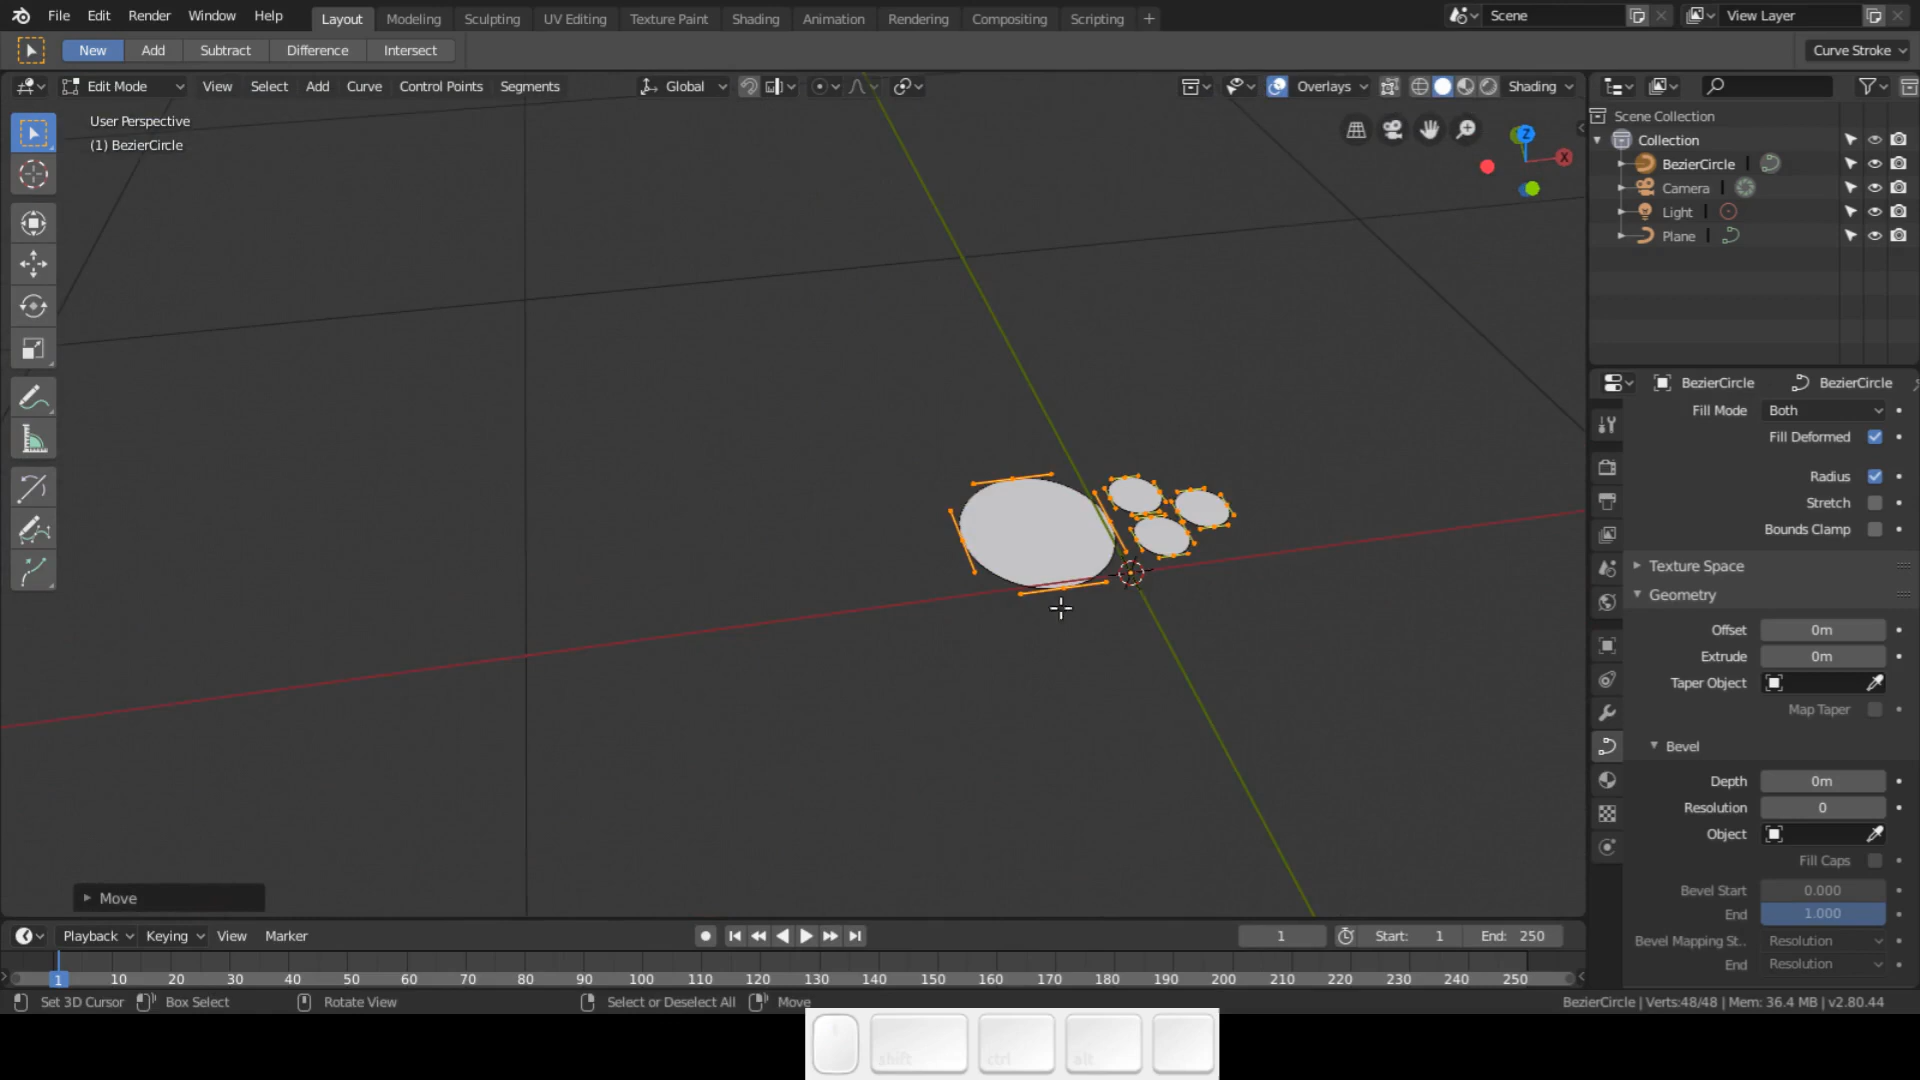 File Edit Render Window Help Layout Modeling Sculpting UV Editing Texture Paint Shading Animation Rendering Compositing Scripting + Scene View Layer
New Add Subtract Difference Intersect Curve Stroke
Edit Mode View Select Add Curve Control Points Segments Global Overlays Shading
User Perspective
(1) BezierCircle
Z
X
Scene Collection
Collection
BezierCircle
Camera
Light
Plane
BezierCircle BezierCircle
Fill Mode Both
Fill Deformed
Radius
Stretch
Bounds Clamp
Texture Space
Geometry
Offset 0m
Extrude 0m
Taper Object
Map Taper
Bevel
Depth 0m
Resolution 0
Object
Fill Caps
Bevel Start 0.000
End 1.000
Bevel Mapping St.. Resolution
End Resolution
Move
Playback Keying View Marker 1 Start: 1 End: 250
1 10 20 30 40 50 60 70 80 90 100 110 120 130 140 150 160 170 180 190 200 210 220 230 240 250
Set 3D Cursor Box Select Rotate View Select or Deselect All Move BezierCircle | Verts:48/48 | Mem: 36.4 MB | v2.80.44
shift ctrl alt